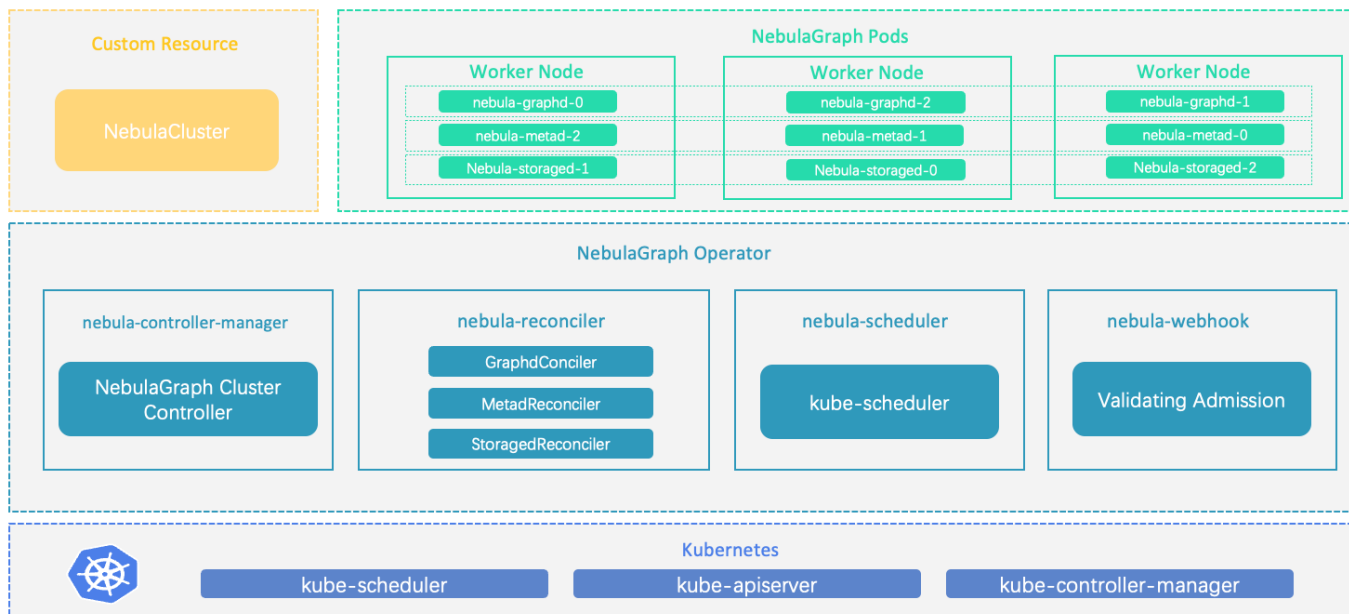 Custom Resource
NebulaCluster
NebulaGraph Pods
Worker Node
nebula-graphd-0
nebula-metad-2
Nebula-storaged-1
Worker Node
nebula-graphd-2
nebula-metad-1
Nebula-storaged-0
Worker Node
nebula-graphd-1
nebula-metad-0
Nebula-storaged-2
NebulaGraph Operator
nebula-controller-manager
NebulaGraph Cluster
Controller
nebula-reconciler
GraphdConciler
MetadReconciler
StoragedReconciler
nebula-scheduler
kube-scheduler
nebula-webhook
Validating Admission
Kubernetes
kube-scheduler
kube-apiserver
kube-controller-manager